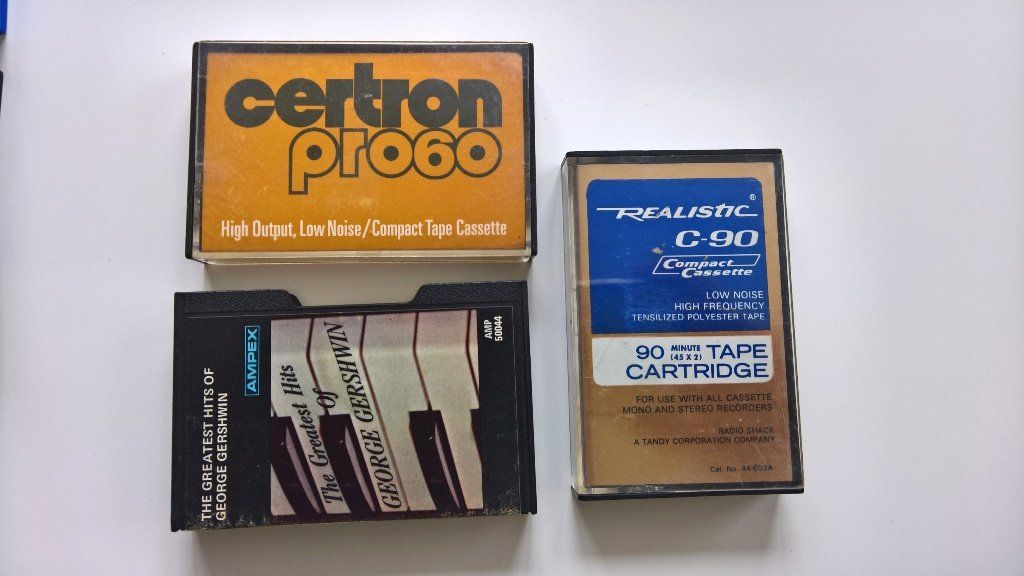 certron
pro60
High Output, Low Noise/Compact Tape Cassette
THE GREATEST HITS OF
GEORGE GERSHWIN
AMPEX
The Greatest Hits
Of
GEORGE GERSHWIN
AMP
50044
REALISTIC®
C-90
Compact
Cassette
LOW NOISE
HIGH FREQUENCY
TENSILIZED POLYESTER TAPE
90 MINUTE (45 X 2) TAPE
CARTRIDGE
FOR USE WITH ALL CASSETTE
MONO AND STEREO RECORDERS
RADIO SHACK
A TANDY CORPORATION COMPANY
Cat. No. 44-603A